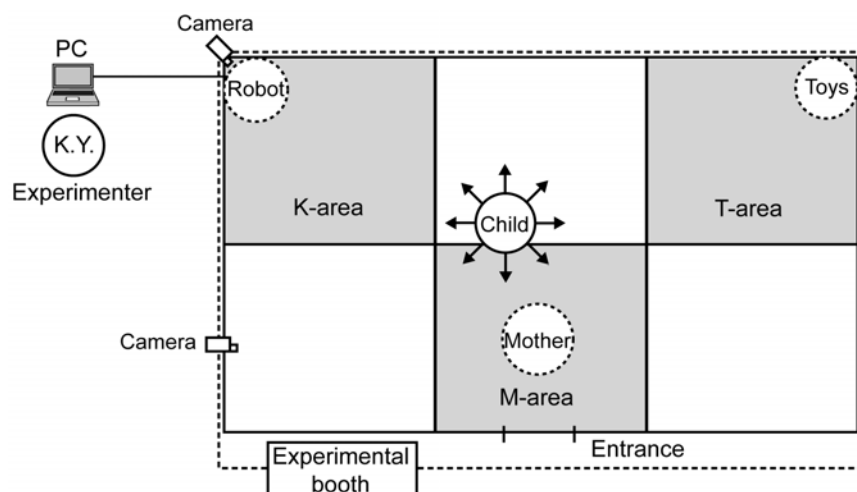 Camera
PC
Robot
Toys
K.Y.
Experimenter
K-area
T-area
Child
Camera
Mother
M-area
Entrance
Experimental
booth